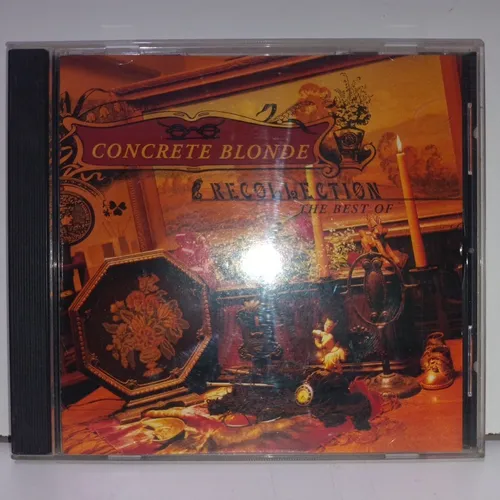 CONCRETE BLONDE
RECOLLECTION
THE BEST OF